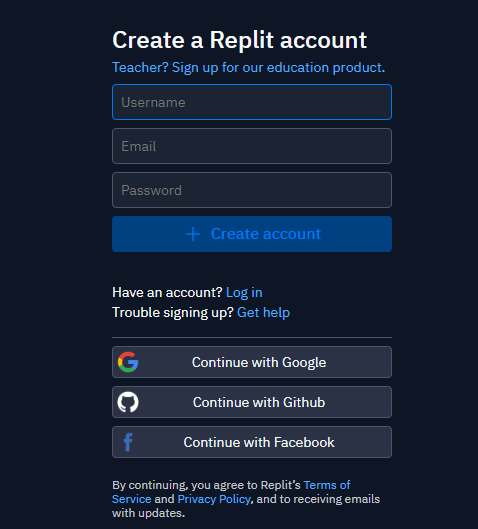 Create a Replit account
Teacher? Sign up for our education product.
Username
Email
Password
Create account
Have an account? Log in
Trouble signing up? Get help
Continue with Google
Continue with Github
Continue with Facebook
By continuing, you agree to Replit's Terms of
Service and Privacy Policy, and to receiving emails
with updates.